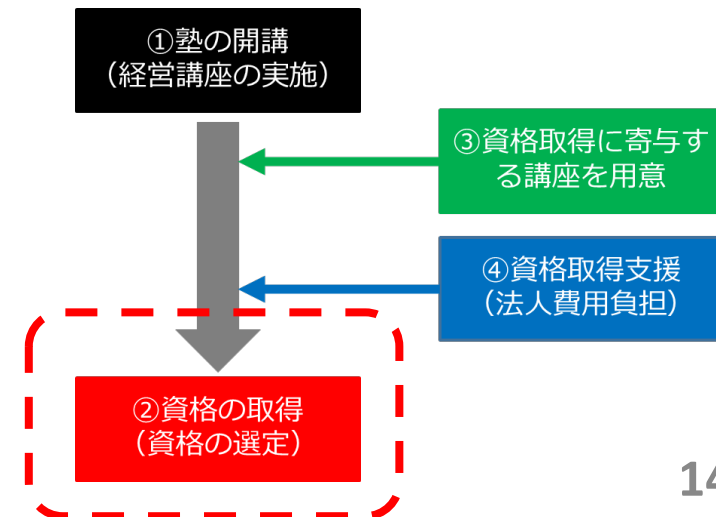 ①塾の開講
（経営講座の実施）
③資格取得に寄与す
る講座を用意
④資格取得支援
（法人費用負担）
②資格の取得
（資格の選定）
14